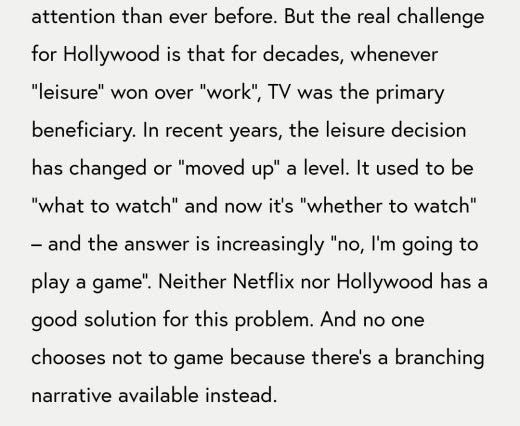 attention than ever before. But the real challenge
for Hollywood is that for decades, whenever
"leisure" won over "work", TV was the primary
beneficiary. In recent years, the leisure decision
has changed or "moved up" a level. It used to be
"what to watch" and now it's "whether to watch"
– and the answer is increasingly "no, I'm going to
play a game". Neither Netflix nor Hollywood has a
good solution for this problem. And no one
chooses not to game because there's a branching
narrative available instead.